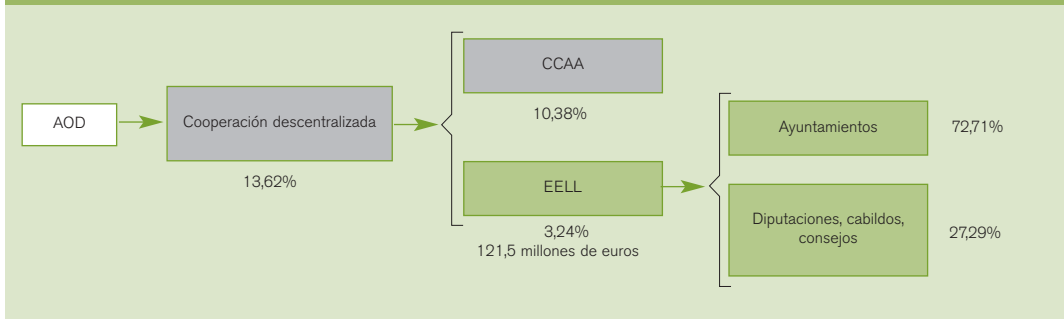 AOD
Cooperación descentralizada
13,62%
CCAA
10,38%
EELL
3,24%
121,5 millones de euros
Ayuntamientos
72,71%
Diputaciones, cabildos,
consejos
27,29%